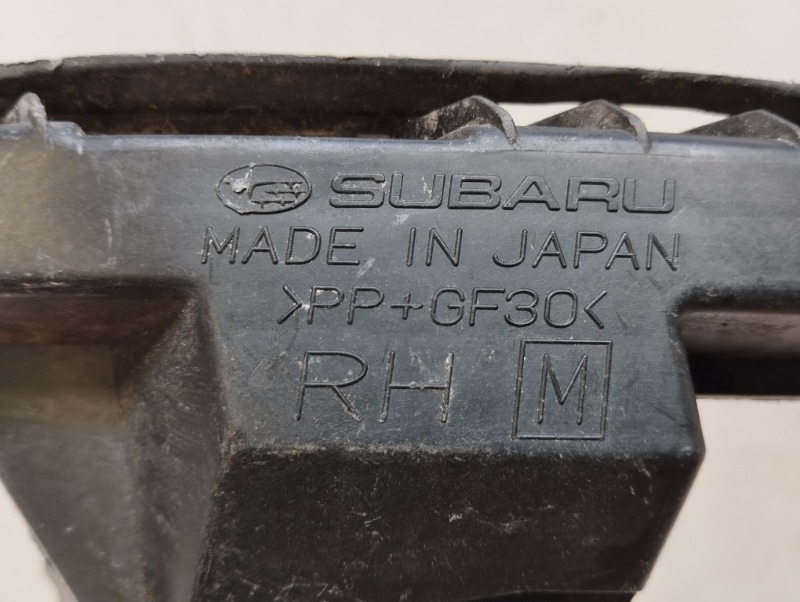 SUBARU
MADE IN JAPAN
>PP+GF30<
RH M